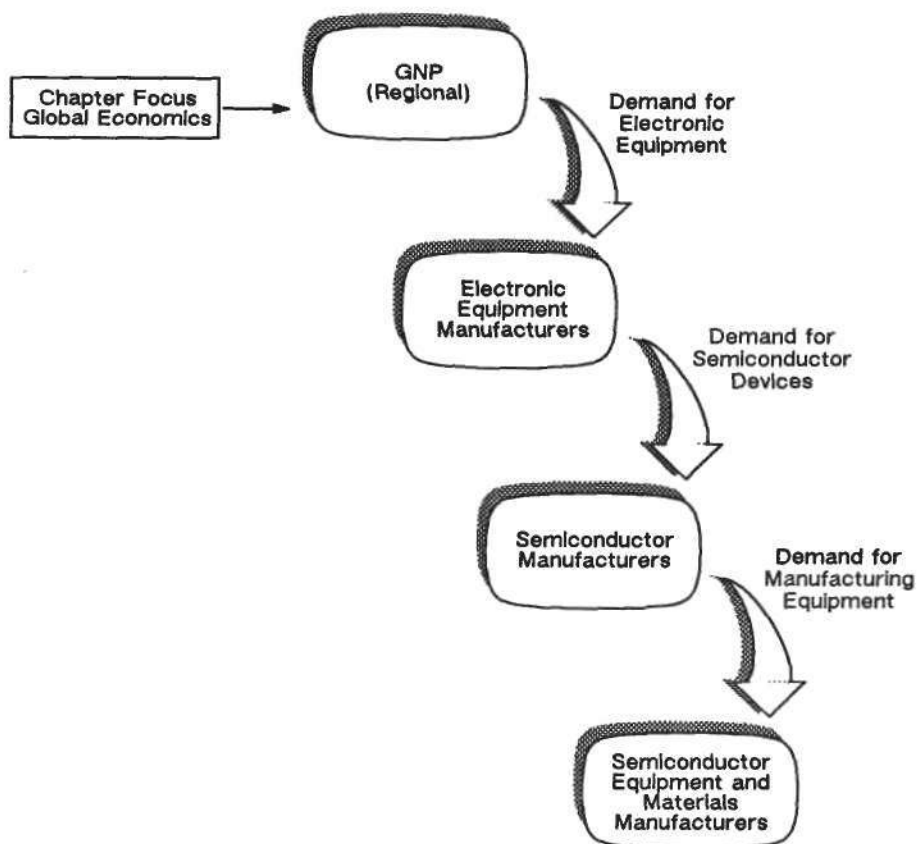 Chapter Focus
Global Economics
GNP
(Regional)
Demand for
Electronic
Equipment
Electronic
Equipment
Manufacturers
Demand for
Semiconductor
Devices
Semiconductor
Manufacturers
Demand for
Manufacturing
Equipment
Semiconductor
Equipment and
Materials
Manufacturers